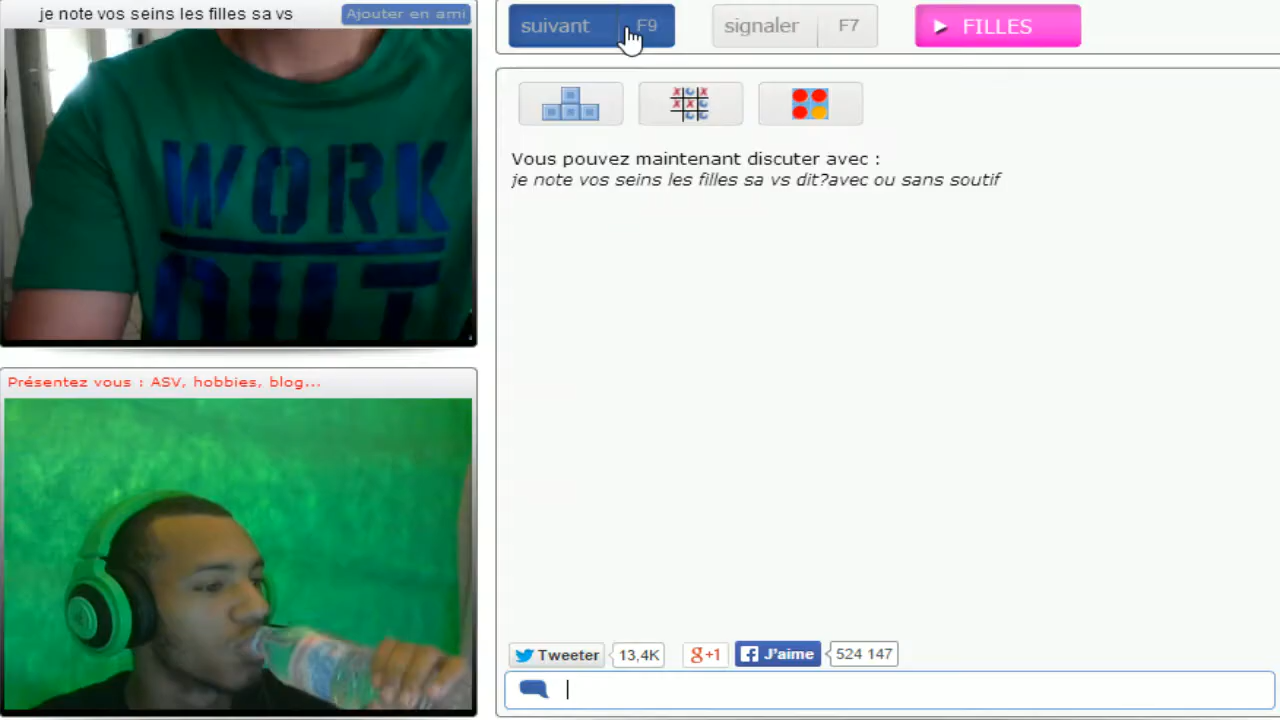 je note vos seins les filles sa vs
Ajouter en ami
WORK
OUT
Présentez vous : ASV, hobbies, blog...
suivant F9
signaler F7
FILLES
Vous pouvez maintenant discuter avec :
je note vos seins les filles sa vs dit?avec ou sans soutif
Tweeter 13,4K g+1 J'aime 524 147